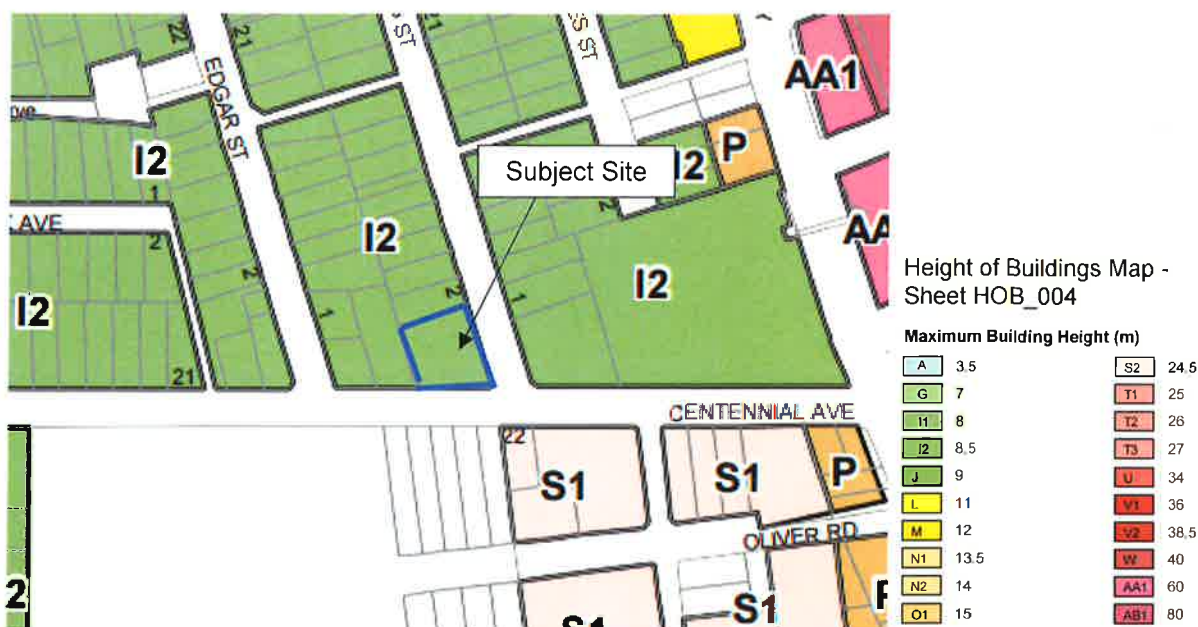 22
21
21
ST
SS ST
EDGAR ST
AA1
I2
1
I2
P
Subject Site
AVE
2
I2
AA
I2
2
I2
2
1
1
2
I2
21
CENTENNIAL AVE
22
S1
S1
P
OLIVER RD
2
S1
S1
Height of Buildings Map -
Sheet HOB_004
Maximum Building Height (m)
A 3.5
G 7
I1 8
I2 8.5
J 9
L 11
M 12
N1 13.5
N2 14
O1 15
S2 24.5
T1 25
T2 26
T3 27
U 34
V1 36
V2 38.5
W 40
AA1 60
AB1 80